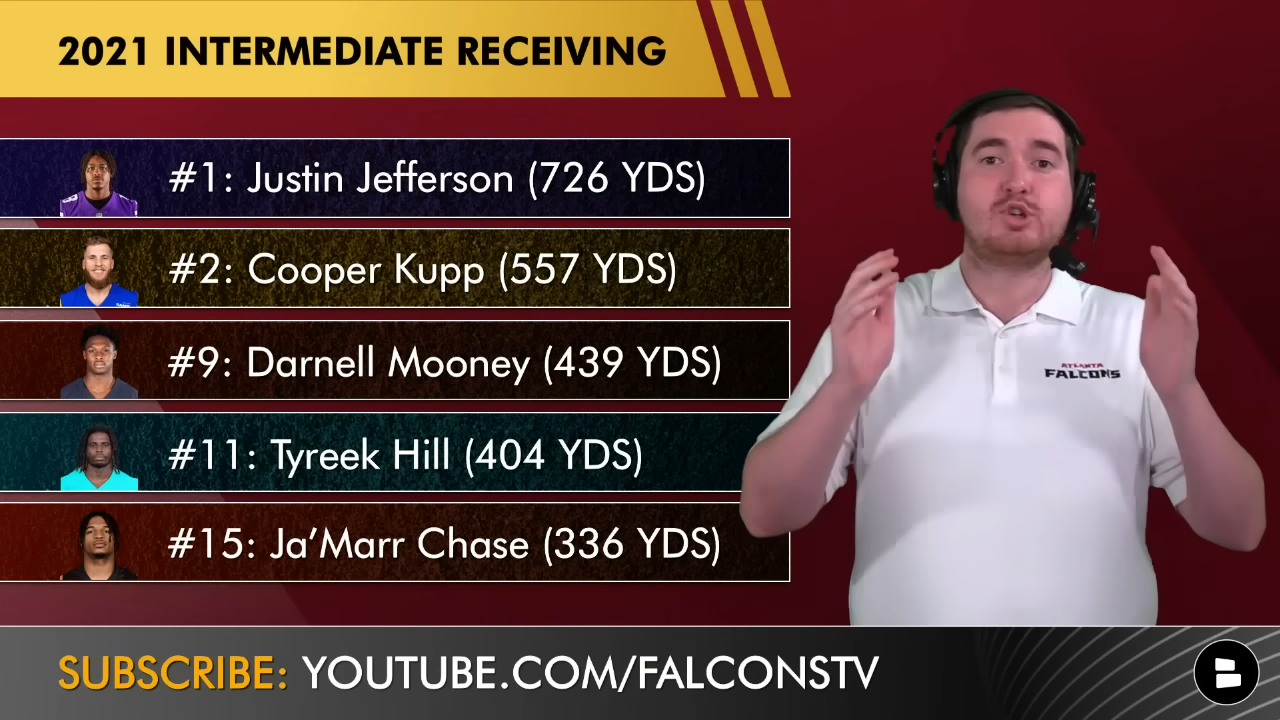 2021 INTERMEDIATE RECEIVING
#1: Justin Jefferson (726 YDS)
#2: Cooper Kupp (557 YDS)
#9: Darnell Mooney (439 YDS)
#11: Tyreek Hill (404 YDS)
#15: Ja’Marr Chase (336 YDS)
ATLANTA
FALCONS
SUBSCRIBE: YOUTUBE.COM/FALCONSTV